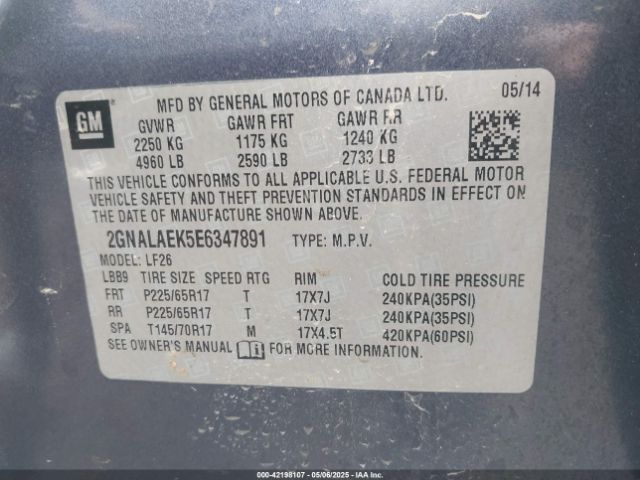 GM
MFD BY GENERAL MOTORS OF CANADA LTD. 05/14
GVWR GAWR FRT GAWR RR
2250 KG 1175 KG 1240 KG
4960 LB 2590 LB 2733 LB
THIS VEHICLE CONFORMS TO ALL APPLICABLE U.S. FEDERAL MOTOR
VEHICLE SAFETY AND THEFT PREVENTION STANDARDS IN EFFECT ON
THE DATE OF MANUFACTURE SHOWN ABOVE.
2GNALAEK5E6347891 TYPE: M.P.V.
MODEL: LF26
LBB9 TIRE SIZE SPEED RTG RIM COLD TIRE PRESSURE
FRT P225/65R17 T 17X7J 240KPA(35PSI)
RR P225/65R17 T 17X7J 240KPA(35PSI)
SPA T145/70R17 M 17X4.5T 420KPA(60PSI)
SEE OWNER'S MANUAL FOR MORE INFORMATION.
000-42198107 - 05/06/2025 - IAA Inc.